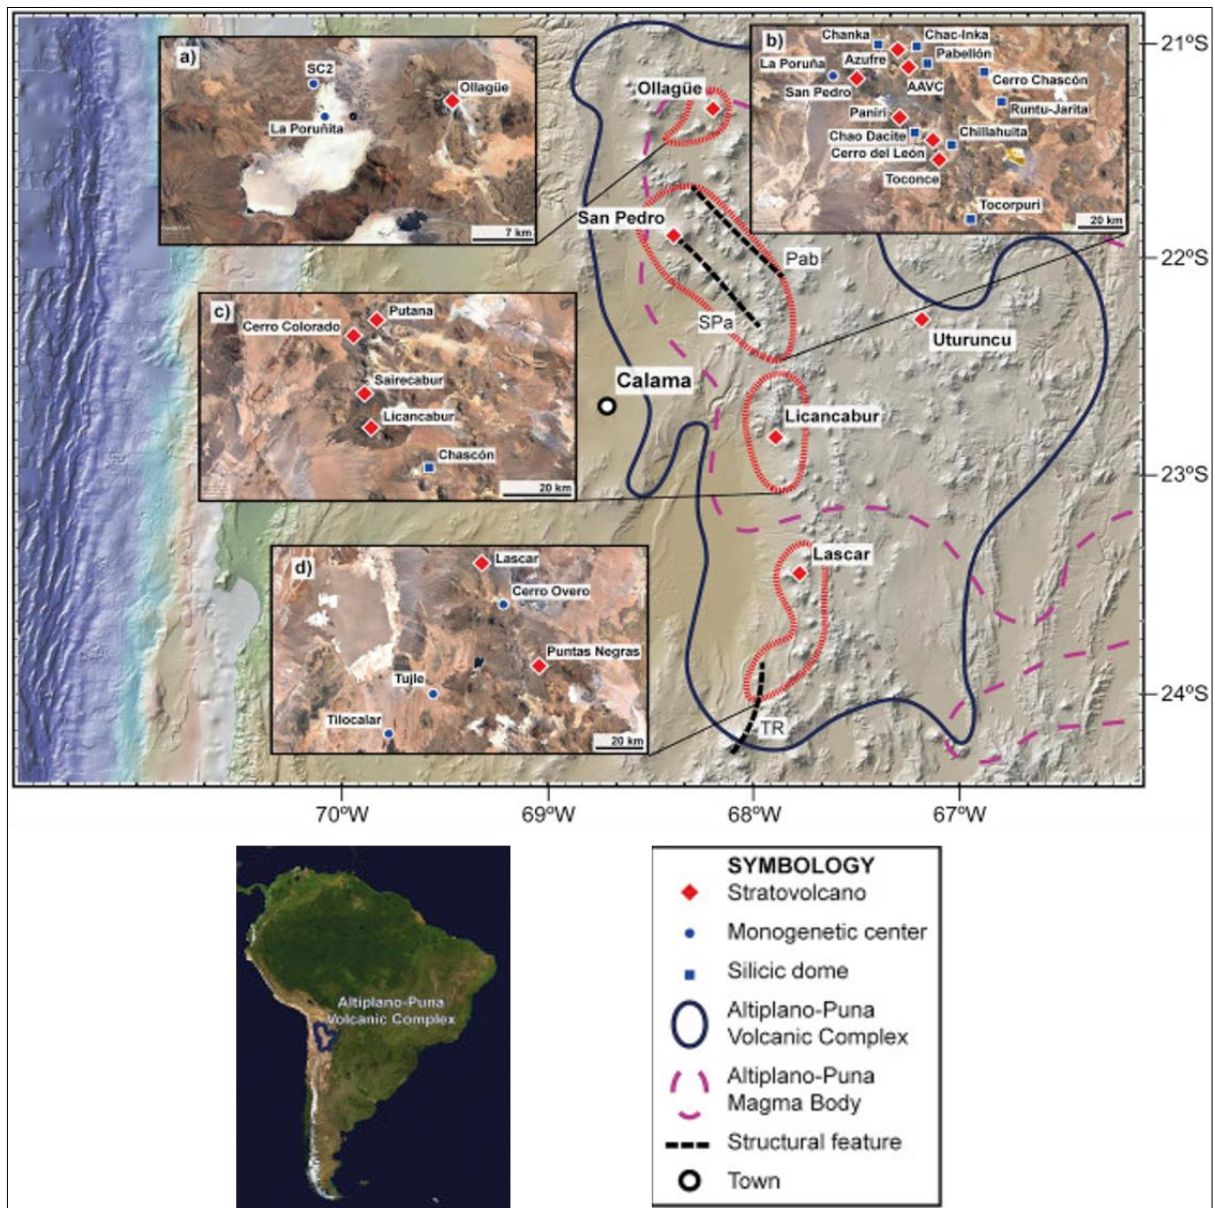 a)
SC2
Ollagüe
La Poruñita
7 km
b)
Chanka
Chac-Inka
La Poruña
Azufre
Pabellón
San Pedro
AAVC
Cerro Chascón
Runtu-Jarita
Paniri
Chao Dacite
Chillahuita
Cerro del León
Toconce
Tocorpuri
20 km
Ollagüe
San Pedro
Pab
SPa
Uturuncu
Calama
Licancabur
Lascar
TR
c)
Putana
Cerro Colorado
Sairecabur
Licancabur
Chascón
20 km
d)
Lascar
Cerro Overo
Puntas Negras
Tujle
Tilocalar
20 km
21ºS
22ºS
23ºS
24ºS
70ºW
69ºW
68ºW
67ºW
Altiplano-Puna
Volcanic Complex
SYMBOLOGY
Stratovolcano
Monogenetic center
Silicic dome
Altiplano-Puna
Volcanic Complex
Altiplano-Puna
Magma Body
Structural feature
Town